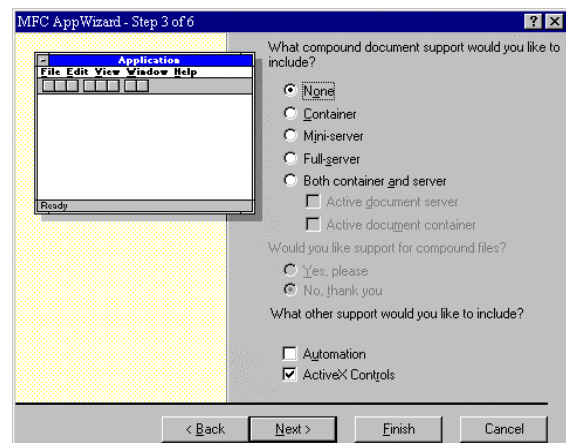 MFC AppWizard - Step 3 of 6
Application
File Edit View Window Help
Ready
What compound document support would you like to
include?
None
Container
Mini-server
Full-server
Both container and server
Active document server
Active document container
Would you like support for compound files?
Yes, please
No, thank you
What other support would you like to include?
Automation
ActiveX Controls
< Back Next > Finish Cancel